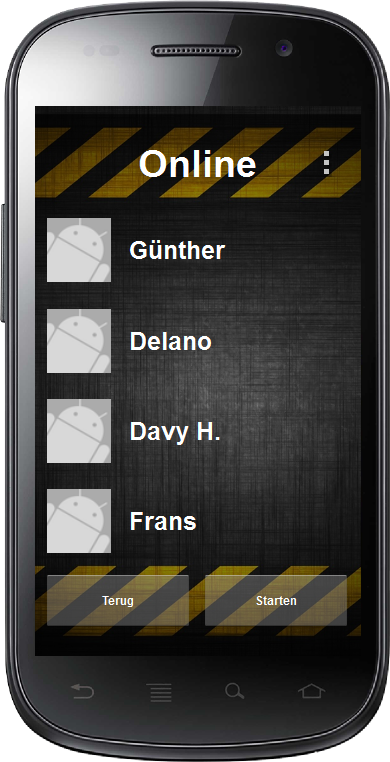 Online
Günther
Delano
Davy H.
Frans
Terug
Starten